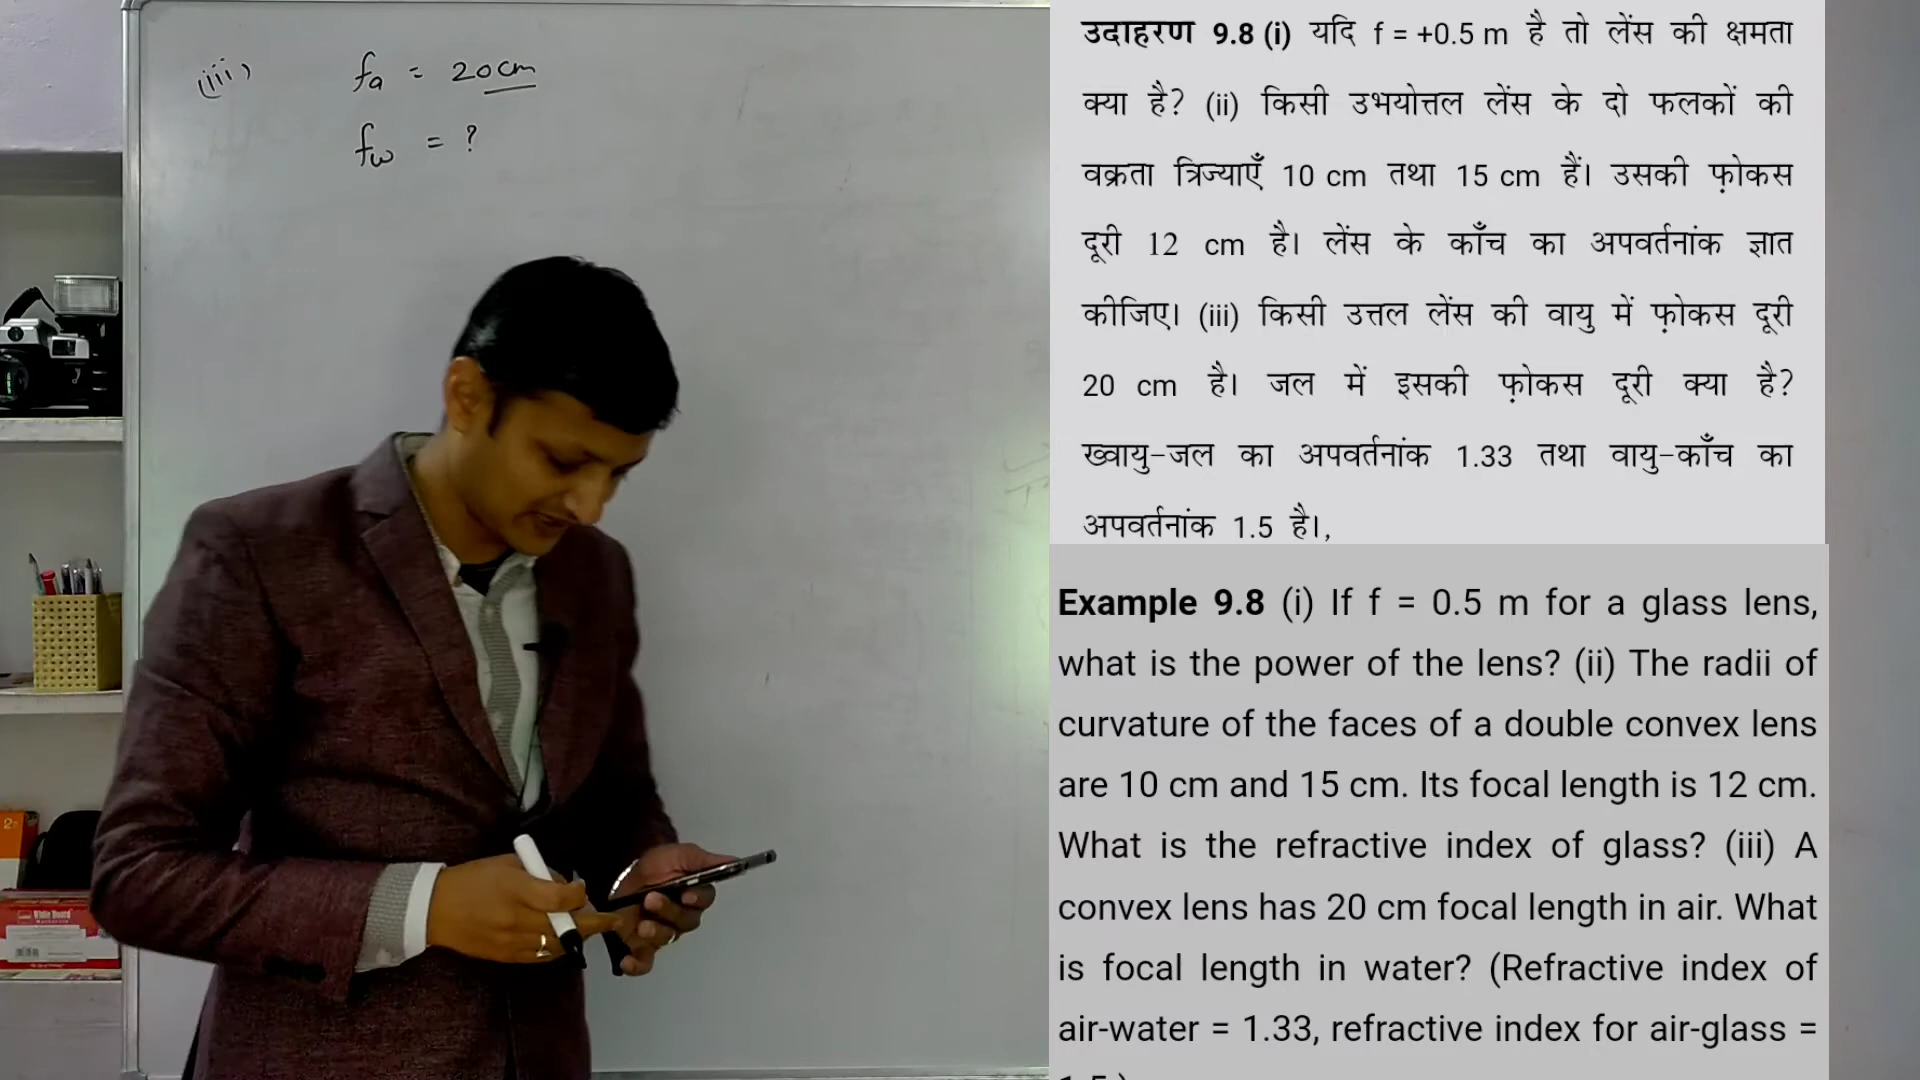 (iii) fa = 20cm
fw = ?
उदाहरण 9.8 (i) यदि f = +0.5 m है तो लेंस की क्षमता
क्या है? (ii) किसी उभयोत्तल लेंस के दो फलकों की
वक्रता त्रिज्याएँ 10 cm तथा 15 cm हैं। उसकी फ़ोकस
दूरी 12 cm है। लेंस के काँच का अपवर्तनांक ज्ञात
कीजिए। (iii) किसी उत्तल लेंस की वायु में फ़ोकस दूरी
20 cm है। जल में इसकी फ़ोकस दूरी क्या है?
ख्वायु-जल का अपवर्तनांक 1.33 तथा वायु-काँच का
अपवर्तनांक 1.5 है।,
Example 9.8 (i) If f = 0.5 m for a glass lens,
what is the power of the lens? (ii) The radii of
curvature of the faces of a double convex lens
are 10 cm and 15 cm. Its focal length is 12 cm.
What is the refractive index of glass? (iii) A
convex lens has 20 cm focal length in air. What
is focal length in water? (Refractive index of
air-water = 1.33, refractive index for air-glass =
White Board